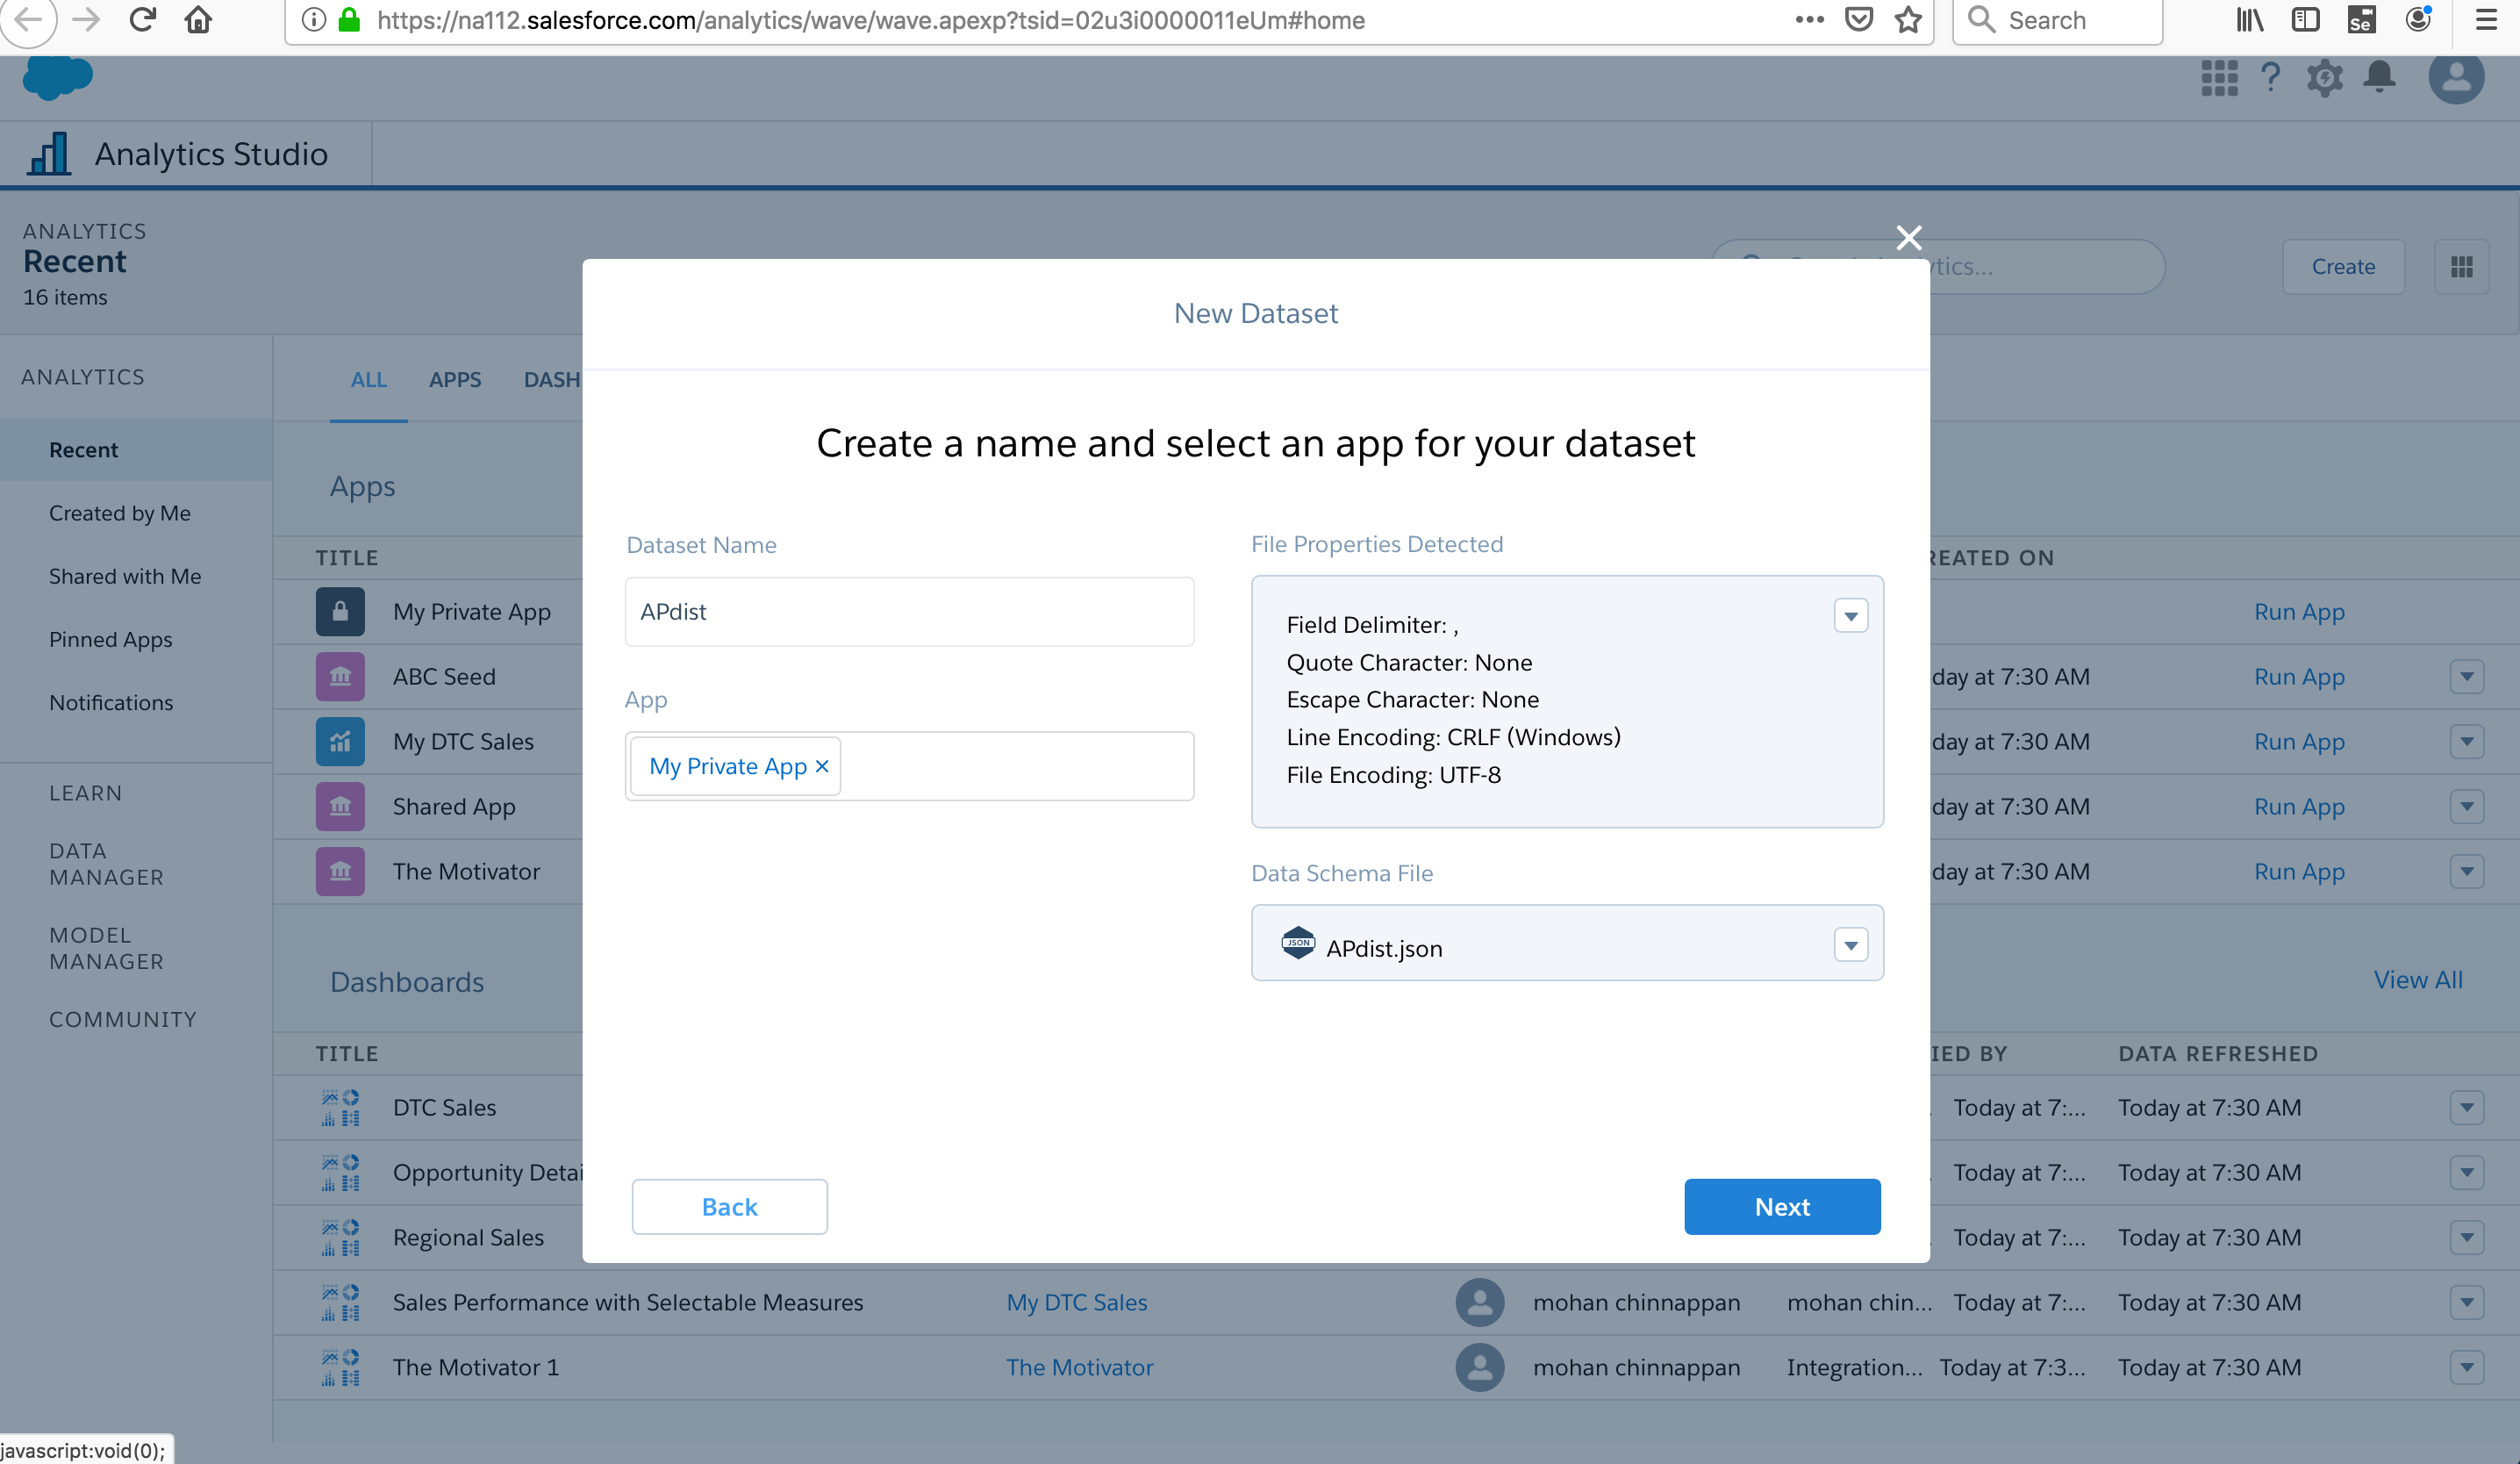 https://na112.salesforce.com/analytics/wave/wave.apexp?tsid=02u3i0000011eUm#home
Search
Se
Analytics Studio
ANALYTICS
Recent
16 items
Create
New Dataset
ANALYTICS
ALL APPS DASH
Recent
Created by Me
Shared with Me
Pinned Apps
Notifications
LEARN
DATA
MANAGER
MODEL
MANAGER
COMMUNITY
Create a name and select an app for your dataset
Dataset Name
APdist
App
My Private App ×
File Properties Detected
Field Delimiter: ,
Quote Character: None
Escape Character: None
Line Encoding: CRLF (Windows)
File Encoding: UTF-8
Data Schema File
JSON APdist.json
Back
Next
Apps
TITLE REATED ON
My Private App Run App
ABC Seed day at 7:30 AM Run App
My DTC Sales day at 7:30 AM Run App
Shared App day at 7:30 AM Run App
The Motivator day at 7:30 AM Run App
Dashboards View All
TITLE IED BY DATA REFRESHED
DTC Sales Today at 7:... Today at 7:30 AM
Opportunity Detai Today at 7:... Today at 7:30 AM
Regional Sales Today at 7:... Today at 7:30 AM
Sales Performance with Selectable Measures My DTC Sales mohan chinnappan mohan chin... Today at 7:... Today at 7:30 AM
The Motivator 1 The Motivator mohan chinnappan Integration... Today at 7:3... Today at 7:30 AM
javascript:void(0);